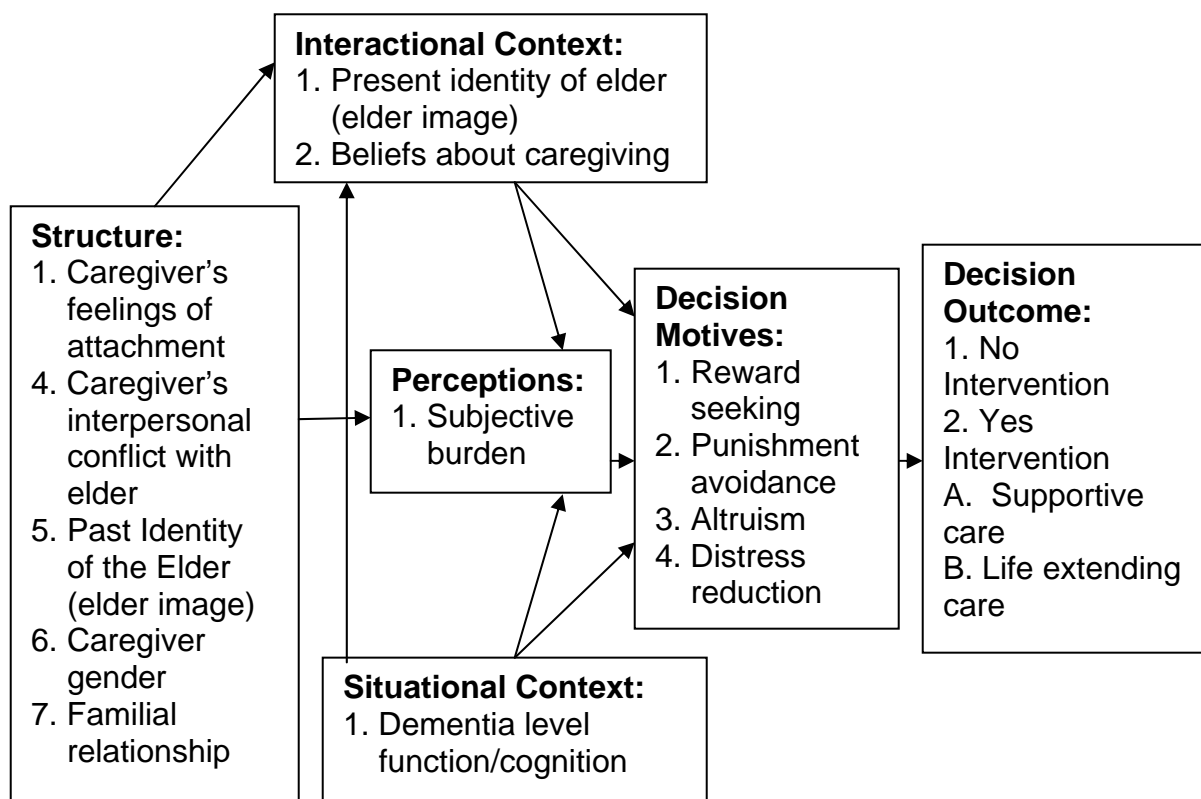 Interactional Context:
1. Present identity of elder
(elder image)
2. Beliefs about caregiving
Structure:
1. Caregiver’s
feelings of
attachment
4. Caregiver’s
interpersonal
conflict with
elder
5. Past Identity
of the Elder
(elder image)
6. Caregiver
gender
7. Familial
relationship
Perceptions:
1. Subjective
burden
Situational Context:
1. Dementia level
function/cognition
Decision
Motives:
1. Reward
seeking
2. Punishment
avoidance
3. Altruism
4. Distress
reduction
Decision
Outcome:
1. No
Intervention
2. Yes
Intervention
A. Supportive
care
B. Life extending
care